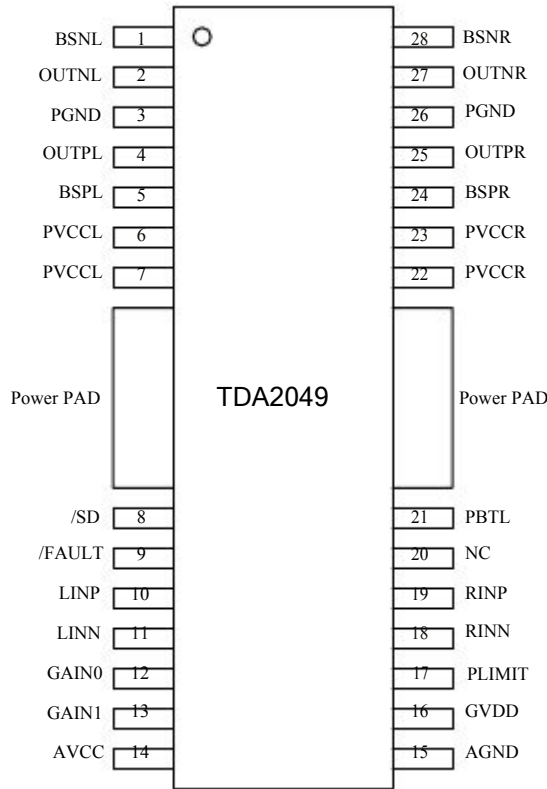 BSNL 1 28 BSNR
OUTNL 2 27 OUTNR
PGND 3 26 PGND
OUTPL 4 25 OUTPR
BSPL 5 24 BSPR
PVCCL 6 23 PVCCR
PVCCL 7 22 PVCCR
Power PAD TDA2049 Power PAD
/SD 8 21 PBTL
/FAULT 9 20 NC
LINP 10 19 RINP
LINN 11 18 RINN
GAIN0 12 17 PLIMIT
GAIN1 13 16 GVDD
AVCC 14 15 AGND